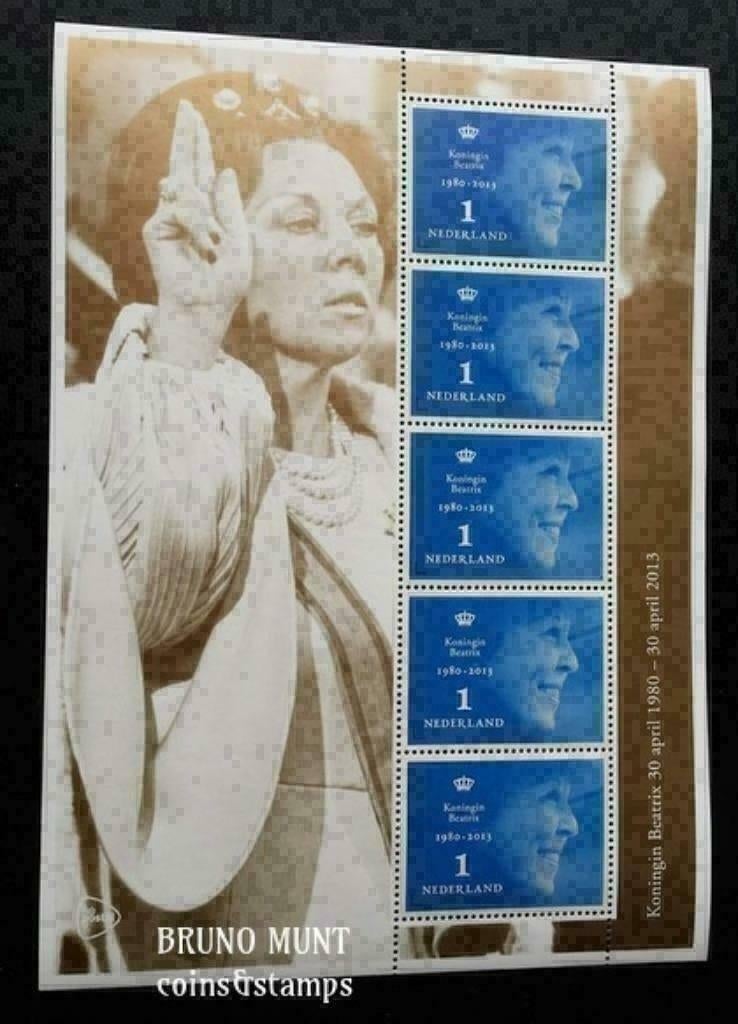 Koningin
Beatrix
1980-2013
1
NEDERLAND
Koningin
Beatrix
1980-2013
1
NEDERLAND
Koningin
Beatrix
1980-2013
1
NEDERLAND
Koningin
Beatrix
1980-2013
1
NEDERLAND
Koningin
Beatrix
1980-2013
1
NEDERLAND
Koningin Beatrix 30 april 1980 – 30 april 2013
BRUNO MUNT
coins&stamps